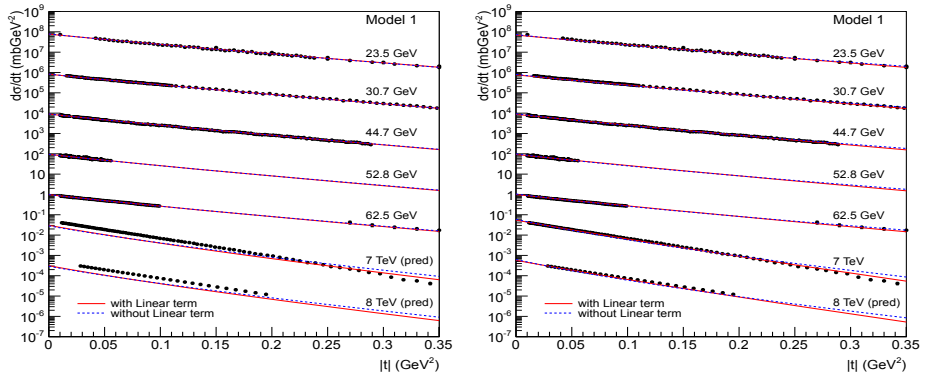 dσ/dt (mbGeV⁻²)
10⁹
10⁸
10⁷
10⁶
10⁵
10⁴
10³
10²
10
1
10⁻¹
10⁻²
10⁻³
10⁻⁴
10⁻⁵
10⁻⁶
10⁻⁷
Model 1
23.5 GeV
30.7 GeV
44.7 GeV
52.8 GeV
62.5 GeV
7 TeV (pred)
8 TeV (pred)
with Linear term
without Linear term
0 0.05 0.1 0.15 0.2 0.25 0.3 0.35
|t| (GeV²)
dσ/dt (mbGeV⁻²)
10⁹
10⁸
10⁷
10⁶
10⁵
10⁴
10³
10²
10
1
10⁻¹
10⁻²
10⁻³
10⁻⁴
10⁻⁵
10⁻⁶
10⁻⁷
Model 1
23.5 GeV
30.7 GeV
44.7 GeV
52.8 GeV
62.5 GeV
7 TeV
8 TeV (pred)
with Linear term
without Linear term
0 0.05 0.1 0.15 0.2 0.25 0.3 0.35
|t| (GeV²)